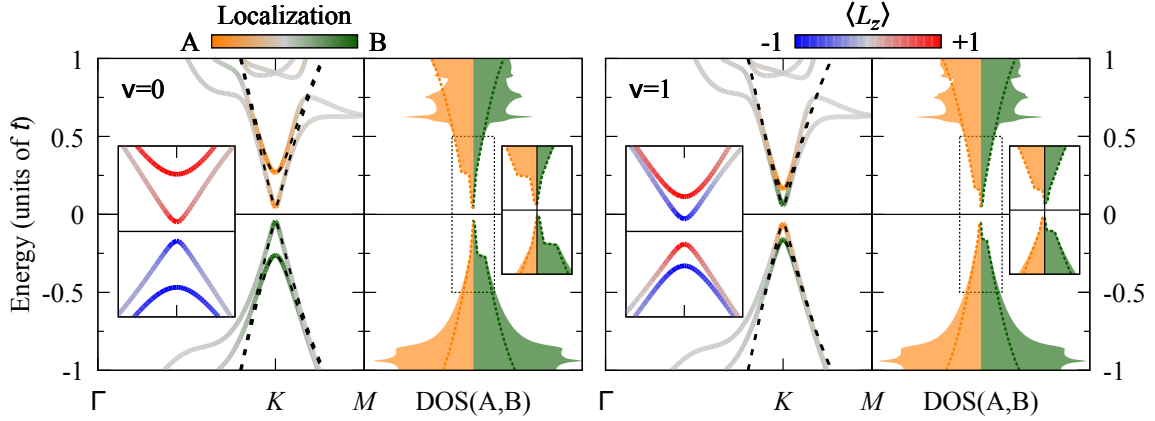 Localization
A B
⟨L_z⟩
-1 +1
Energy (units of t)
1
0.5
0
-0.5
-1
ν=0
ν=1
1
0.5
0
-0.5
-1
Γ K M DOS(A,B) Γ K M DOS(A,B)